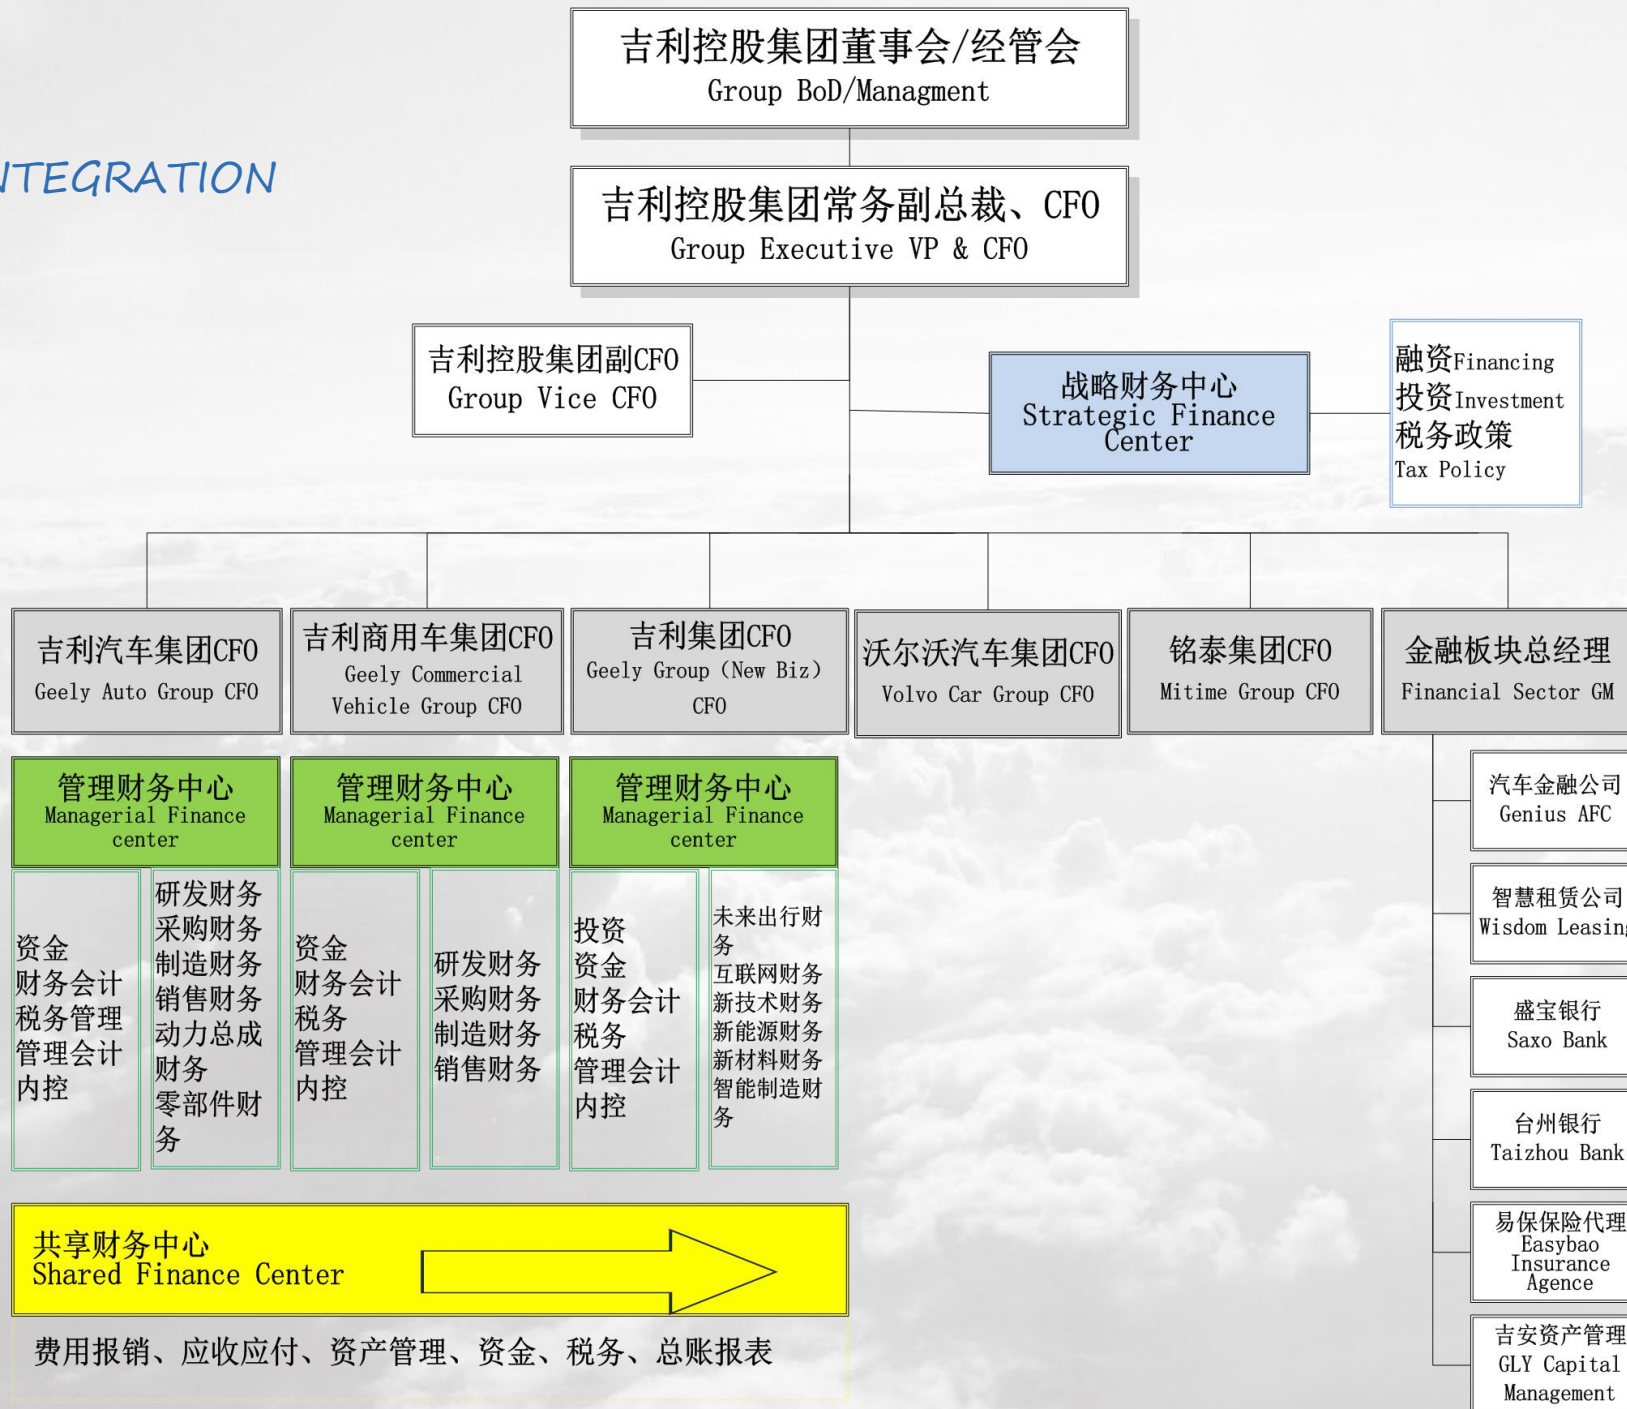 吉利控股集团董事会/经管会
Group BoD/Managment
NTEGRATION
吉利控股集团常务副总裁、CFO
Group Executive VP & CFO
吉利控股集团副CFO
Group Vice CFO
战略财务中心
Strategic Finance
Center
融资Financing
投资Investment
税务政策
Tax Policy
吉利汽车集团CFO
Geely Auto Group CFO
吉利商用车集团CFO
Geely Commercial
Vehicle Group CFO
吉利集团CFO
Geely Group（New Biz）
CFO
沃尔沃汽车集团CFO
Volvo Car Group CFO
铭泰集团CFO
Mitime Group CFO
金融板块总经理
Financial Sector GM
管理财务中心
Managerial Finance
center
资金
财务会计
税务管理
管理会计
内控
研发财务
采购财务
制造财务
销售财务
动力总成
财务
零部件财
务
管理财务中心
Managerial Finance
center
资金
财务会计
税务
管理会计
内控
研发财务
采购财务
制造财务
销售财务
管理财务中心
Managerial Finance
center
投资
资金
财务会计
税务
管理会计
内控
未来出行财
务
互联网财务
新技术财务
新能源财务
新材料财务
智能制造财
务
汽车金融公司
Genius AFC
智慧租赁公司
Wisdom Leasing
盛宝银行
Saxo Bank
台州银行
Taizhou Bank
易保保险代理
Easybao
Insurance
Agence
吉安资产管理
GLY Capital
Management
共享财务中心
Shared Finance Center
费用报销、应收应付、资产管理、资金、税务、总账报表